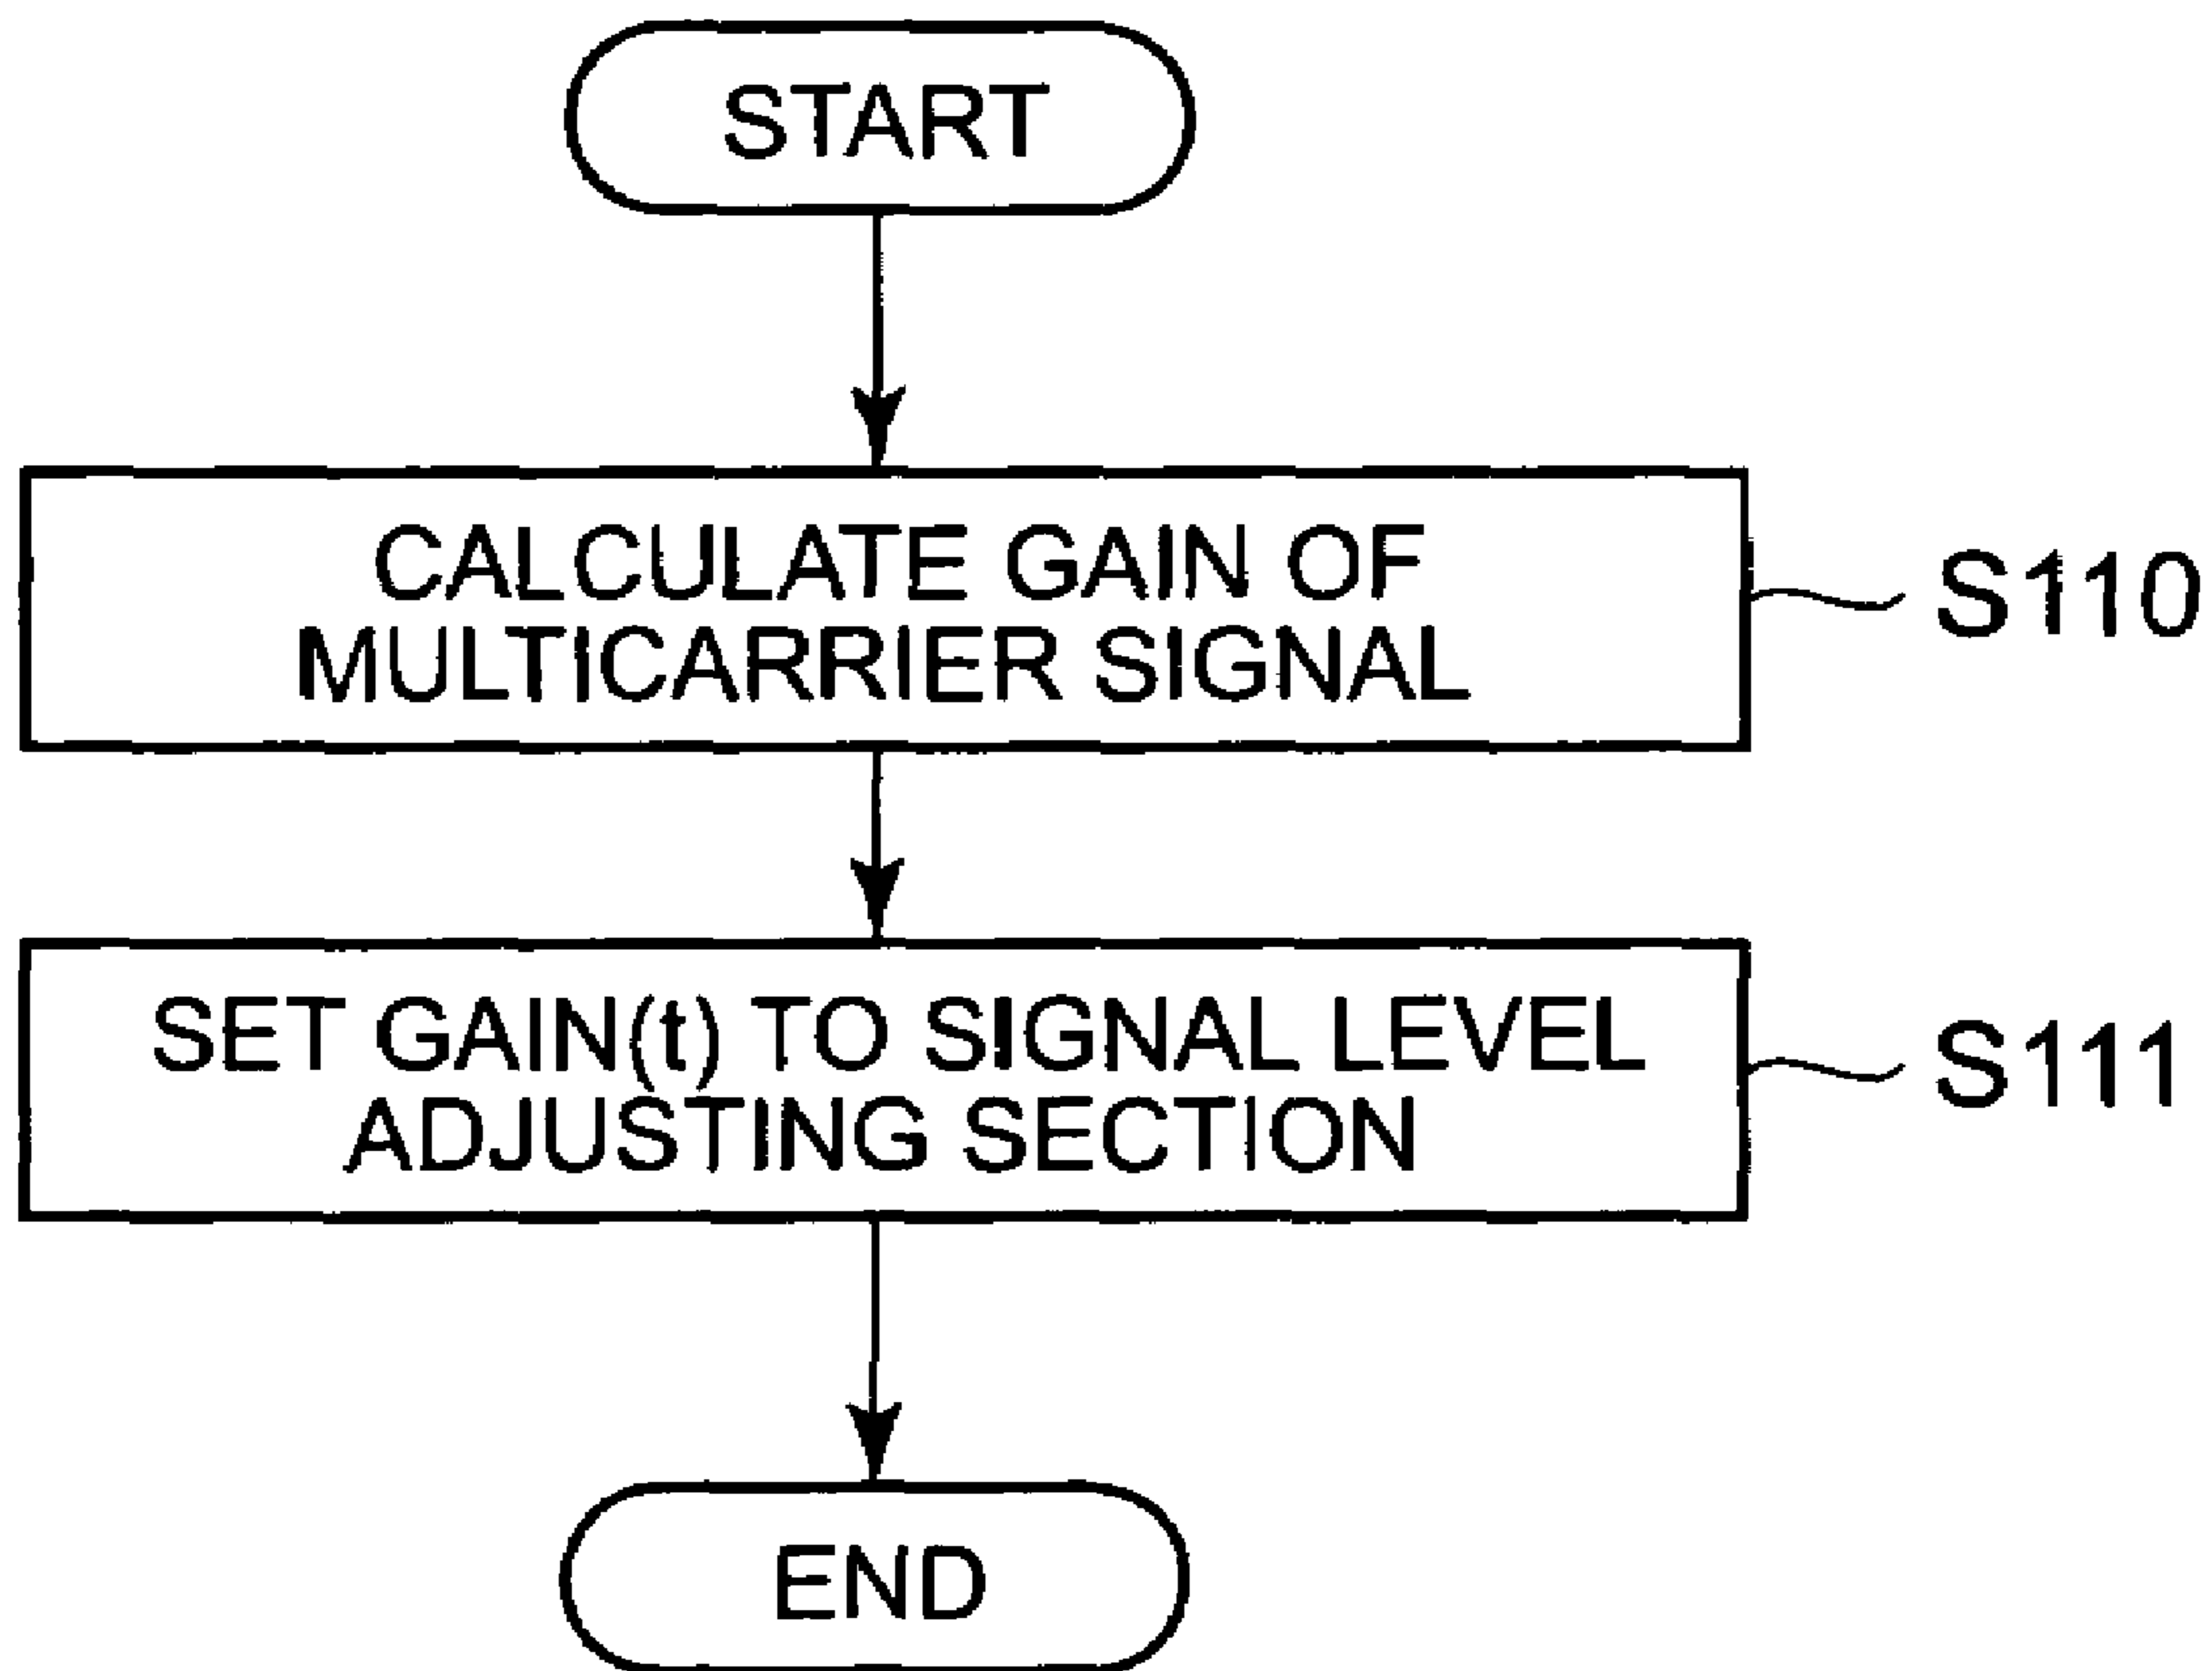 START
CALCULATE GAIN OF
MULTICARRIER SIGNAL
S110
SET GAIN(t) TO SIGNAL LEVEL
ADJUSTING SECTION
S111
END